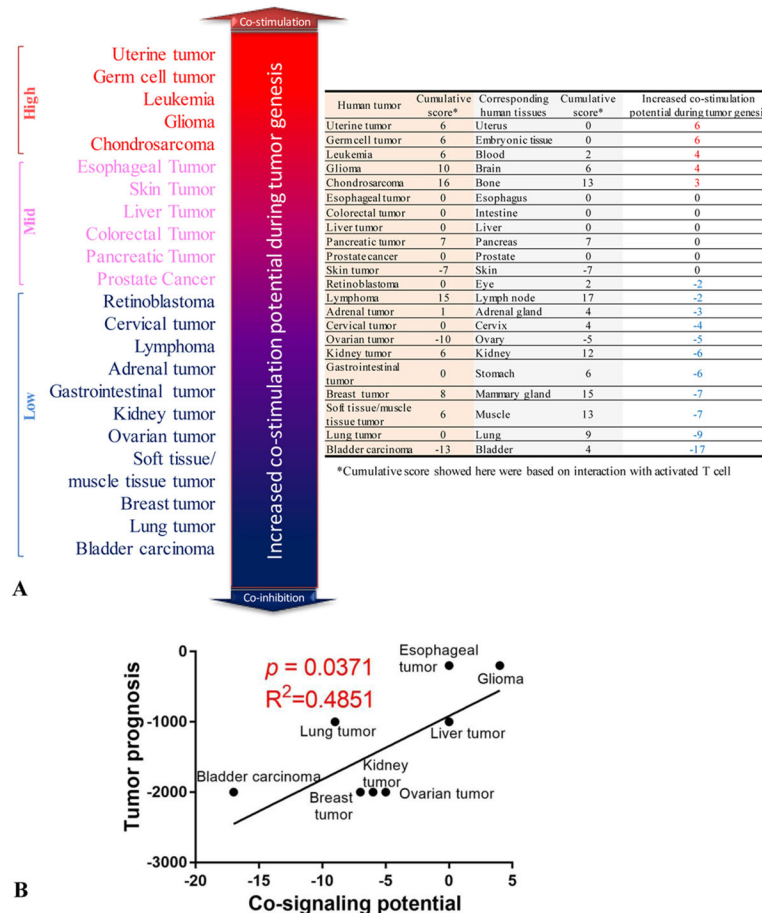 Co-stimulation
High
Uterine tumor
Germ cell tumor
Leukemia
Glioma
Chondrosarcoma
Mid
Esophageal Tumor
Skin Tumor
Liver Tumor
Colorectal Tumor
Pancreatic Tumor
Prostate Cancer
Low
Retinoblastoma
Cervical tumor
Lymphoma
Adrenal tumor
Gastrointestinal tumor
Kidney tumor
Ovarian tumor
Soft tissue/
muscle tissue tumor
Breast tumor
Lung tumor
Bladder carcinoma
Increased co-stimulation potential during tumor genesis
Co-inhibition
A
Human tumor Cumulative score* Corresponding human tissues Cumulative score* Increased co-stimulation potential during tumor genesi
Uterine tumor 6 Uterus 0 6
Germ cell tumor 6 Embryonic tissue 0 6
Leukemia 6 Blood 2 4
Glioma 10 Brain 6 4
Chondrosarcoma 16 Bone 13 3
Esophageal tumor 0 Esophagus 0 0
Colorectal tumor 0 Intestine 0 0
Liver tumor 0 Liver 0 0
Pancreatic tumor 7 Pancreas 7 0
Prostate cancer 0 Prostate 0 0
Skin tumor -7 Skin -7 0
Retinoblastoma 0 Eye 2 -2
Lymphoma 15 Lymph node 17 -2
Adrenal tumor 1 Adrenal gland 4 -3
Cervical tumor 0 Cervix 4 -4
Ovarian tumor -10 Ovary -5 -5
Kidney tumor 6 Kidney 12 -6
Gastrointestinal tumor 0 Stomach 6 -6
Breast tumor 8 Mammary gland 15 -7
Soft tissue/muscle tissue tumor 6 Muscle 13 -7
Lung tumor 0 Lung 9 -9
Bladder carcinoma -13 Bladder 4 -17
*Cumulative score showed here were based on interaction with activated T cell
Tumor prognosis
0
-1000
-2000
-3000
p = 0.0371
R²=0.4851
Esophageal
tumor
Glioma
Lung tumor
Liver tumor
Bladder carcinoma
Kidney
tumor
Breast
tumor
Ovarian tumor
-20 -15 -10 -5 0 5
Co-signaling potential
B